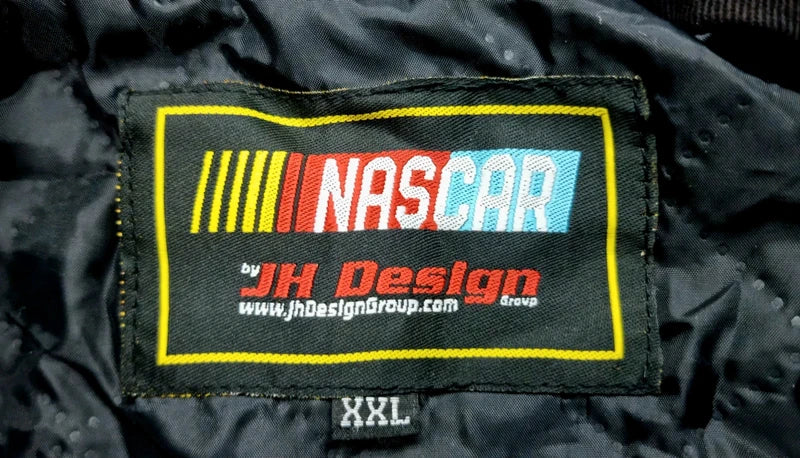 NASCAR
by JH Design Group
www.jhDesignGroup.com
XXL